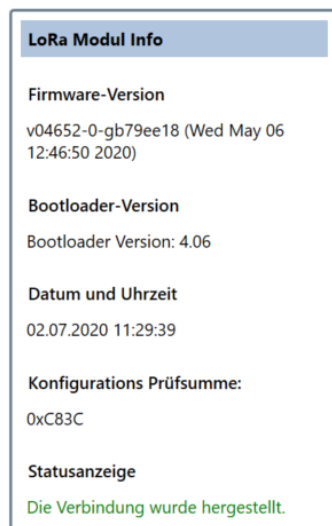 LoRa Modul Info
Firmware-Version
v04652-0-gb79ee18 (Wed May 06
12:46:50 2020)
Bootloader-Version
Bootloader Version: 4.06
Datum und Uhrzeit
02.07.2020 11:29:39
Konfigurations Prüfsumme:
0xC83C
Statusanzeige
Die Verbindung wurde hergestellt.